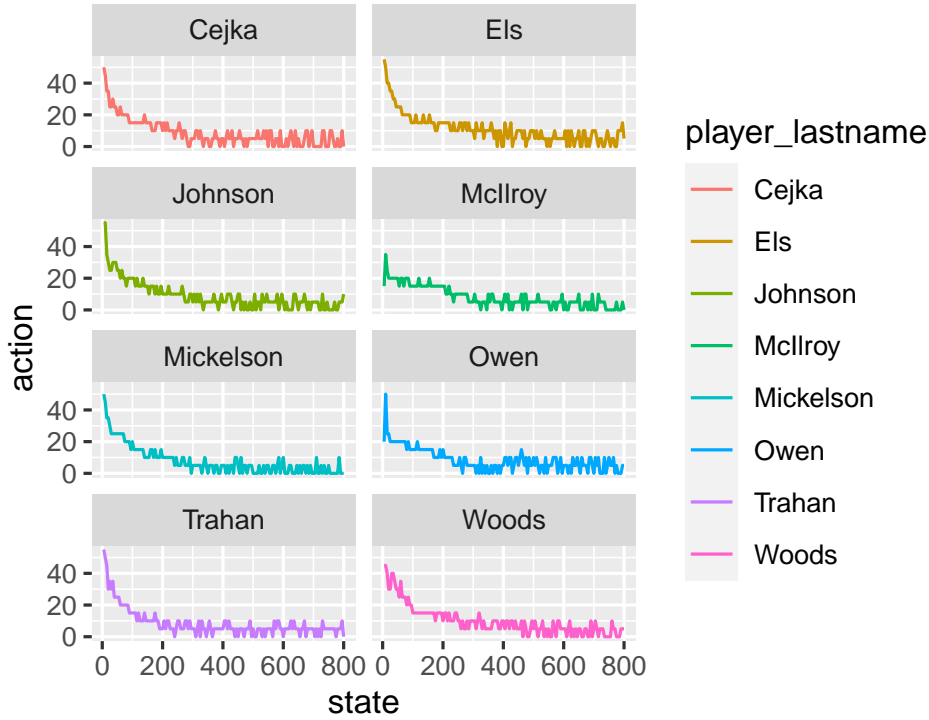 Cejka
Els
40
20
0
Johnson
McIlroy
40
20
0
Mickelson
Owen
40
20
0
Trahan
Woods
40
20
0
0 200 400 600 800 0 200 400 600 800
state
action
player_lastname
Cejka
Els
Johnson
McIlroy
Mickelson
Owen
Trahan
Woods